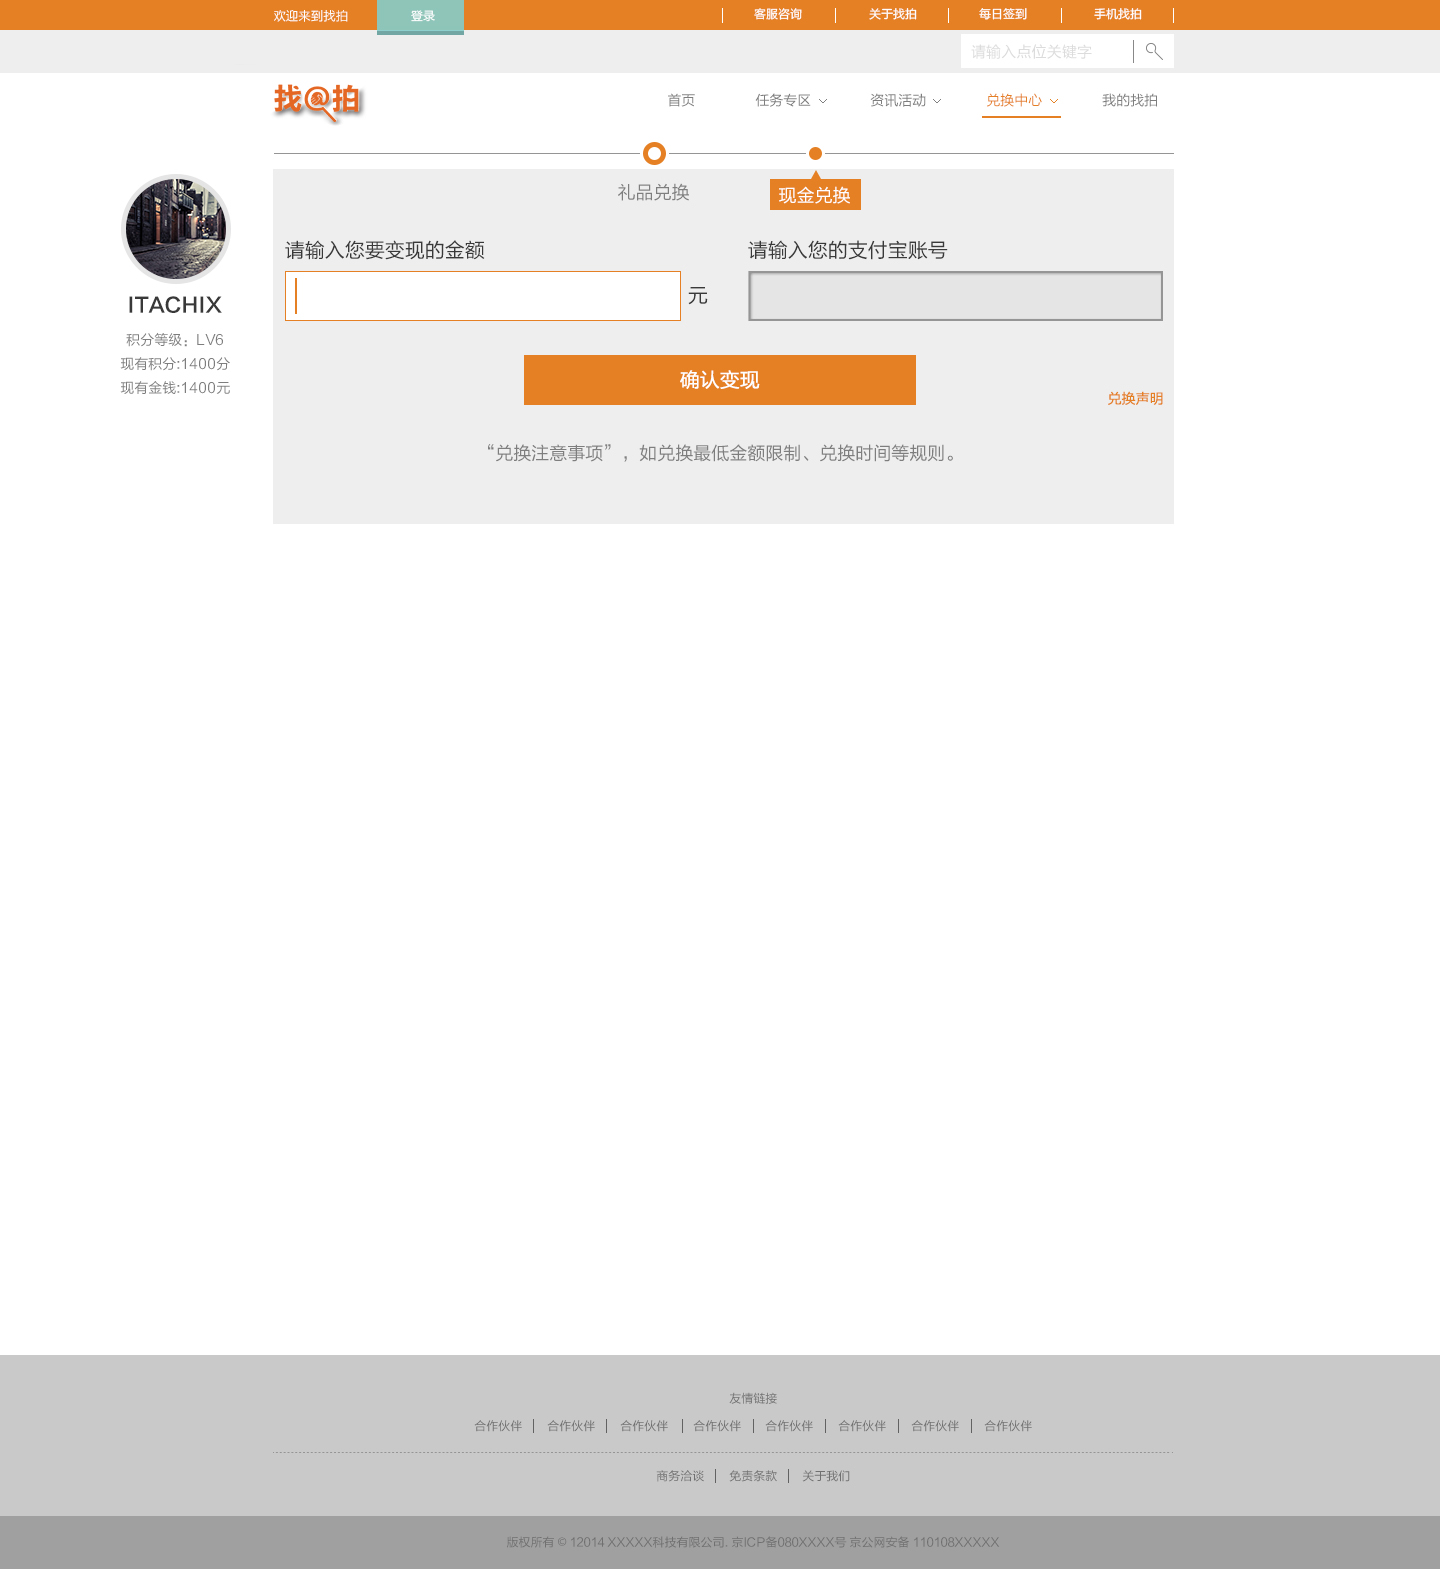 欢迎来到找拍 登录 客服咨询 关于找拍 每日签到 手机找拍
请输入点位关键字
找@拍 首页 任务专区 资讯活动 兑换中心 我的找拍
礼品兑换 现金兑换
请输入您要变现的金额 请输入您的支付宝账号
元
ITACHIX
积分等级：LV6
现有积分:1400分
现有金钱:1400元
确认变现
兑换声明
“兑换注意事项”，如兑换最低金额限制、兑换时间等规则。
友情链接
合作伙伴 合作伙伴 合作伙伴 合作伙伴 合作伙伴 合作伙伴 合作伙伴 合作伙伴
商务洽谈 免责条款 关于我们
版权所有 © 12014 XXXXX科技有限公司. 京ICP备080XXXX号 京公网安备 110108XXXXX